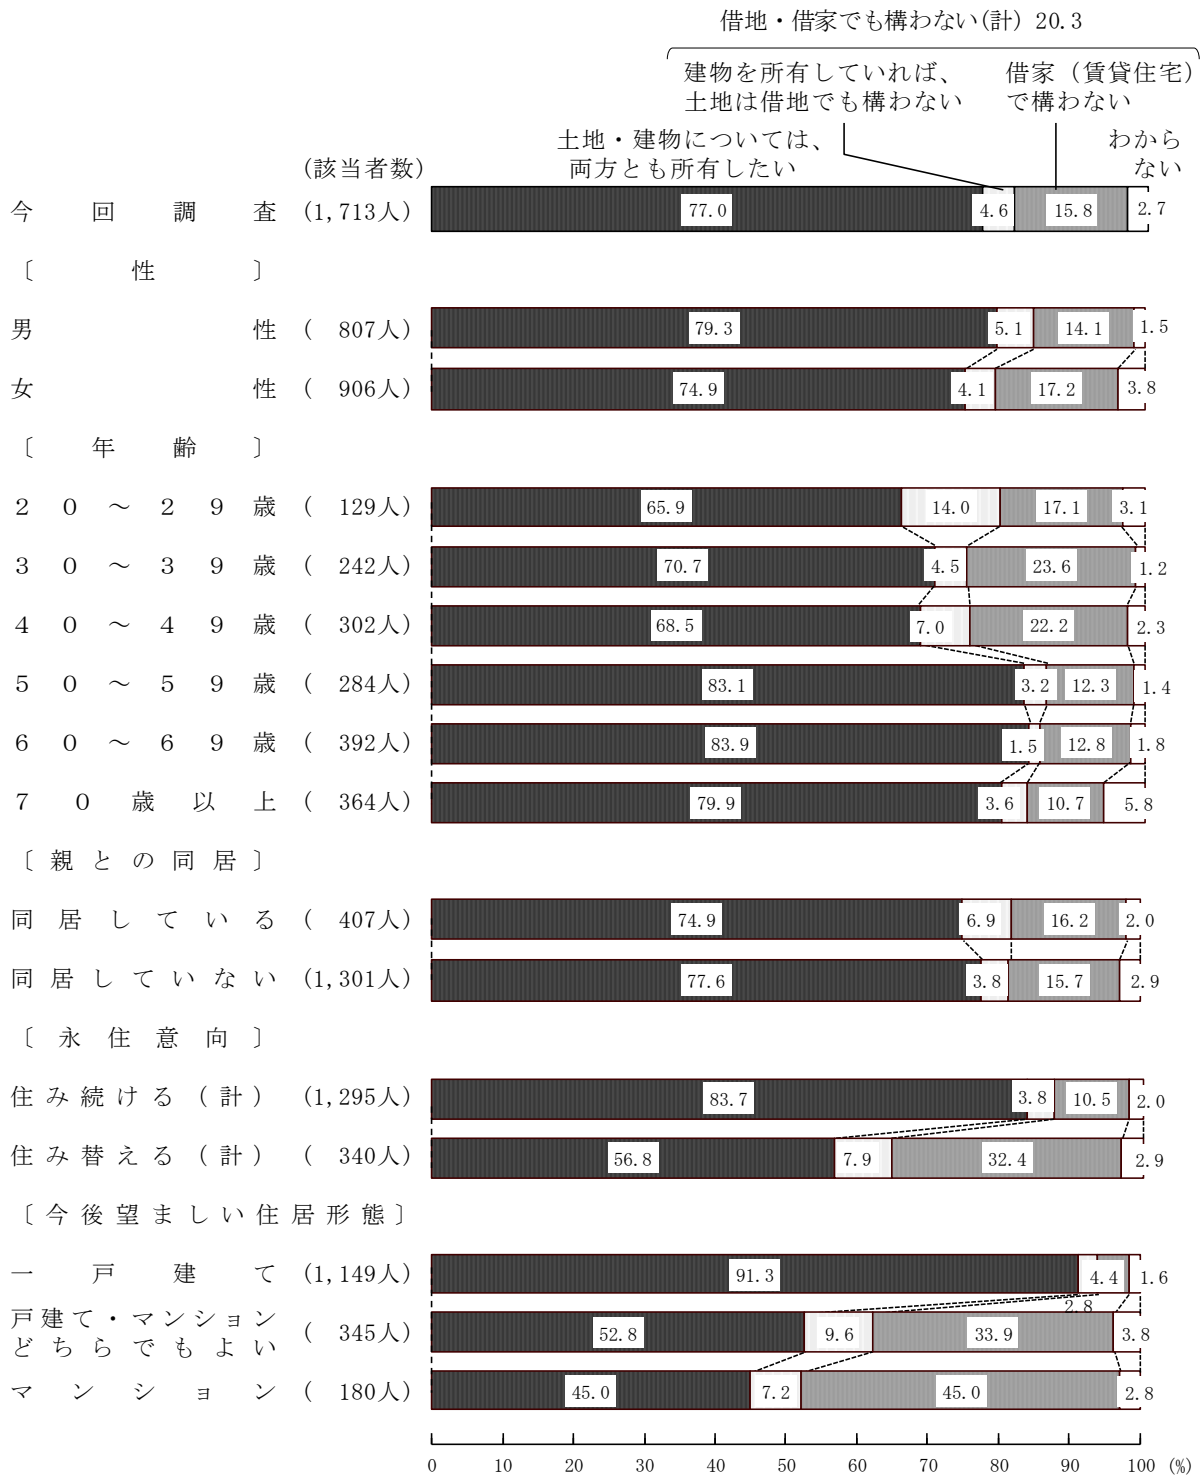 借地・借家でも構わない(計) 20.3
建物を所有していれば、 借家（賃貸住宅）
土地は借地でも構わない で構わない
土地・建物については、 わから
(該当者数) 両方とも所有したい ない
今回調査 (1,713人) 77.0 4.6 15.8 2.7
〔性〕
男性 ( 807人) 79.3 5.1 14.1 1.5
女性 ( 906人) 74.9 4.1 17.2 3.8
〔年齢〕
２０～２９歳 ( 129人) 65.9 14.0 17.1 3.1
３０～３９歳 ( 242人) 70.7 4.5 23.6 1.2
４０～４９歳 ( 302人) 68.5 7.0 22.2 2.3
５０～５９歳 ( 284人) 83.1 3.2 12.3 1.4
６０～６９歳 ( 392人) 83.9 1.5 12.8 1.8
７０歳以上 ( 364人) 79.9 3.6 10.7 5.8
〔親との同居〕
同居している ( 407人) 74.9 6.9 16.2 2.0
同居していない (1,301人) 77.6 3.8 15.7 2.9
〔永住意向〕
住み続ける（計） (1,295人) 83.7 3.8 10.5 2.0
住み替える（計） ( 340人) 56.8 7.9 32.4 2.9
〔今後望ましい住居形態〕
一戸建て (1,149人) 91.3 4.4 1.6
2.8
戸建て・マンション
どちらでもよい ( 345人) 52.8 9.6 33.9 3.8
マンション ( 180人) 45.0 7.2 45.0 2.8
0 10 20 30 40 50 60 70 80 90 100 (%)